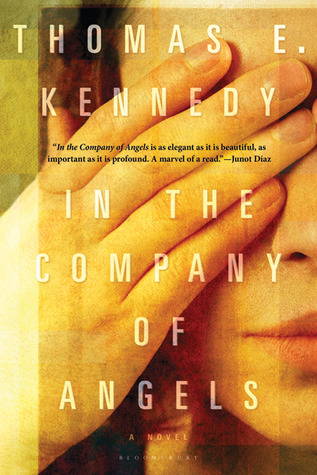 THOMAS E.
KENNEDY
“In the Company of Angels is as elegant as it is beautiful, as
important as it is profound. A marvel of a read.”—Junot Díaz
IN THE
COMPANY
OF
ANGELS
A NOVEL
BLOOMSBURY